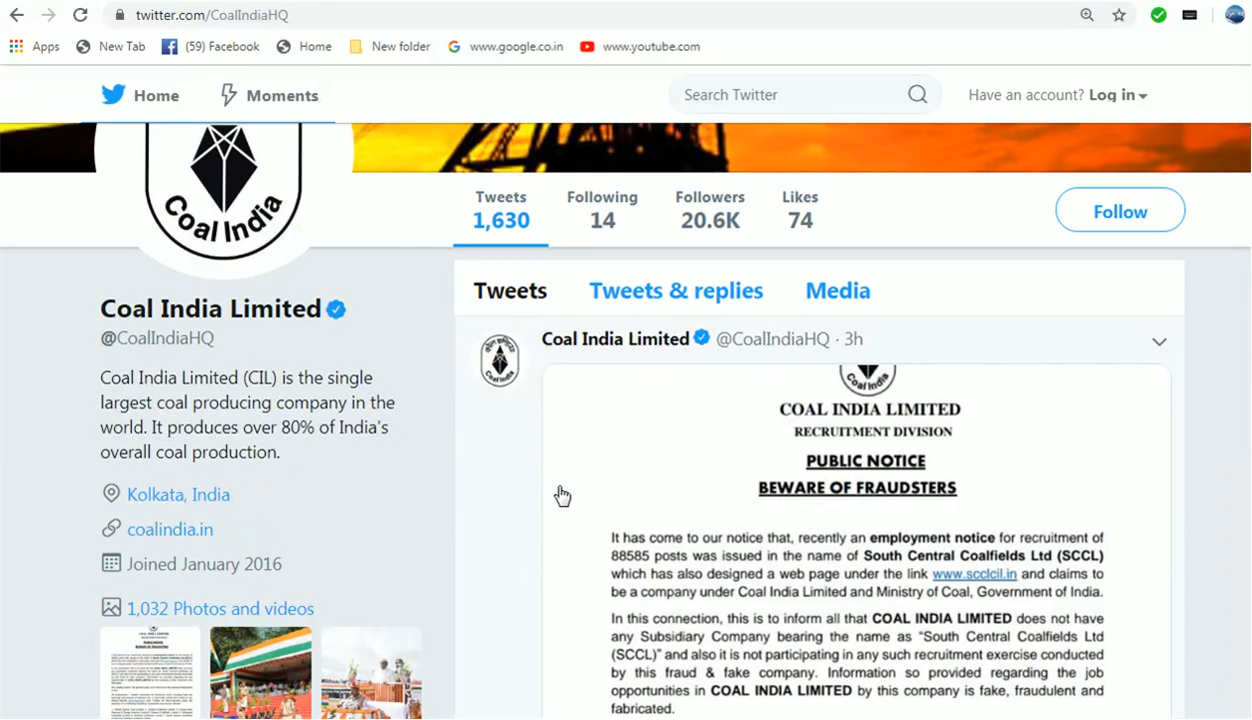 twitter.com/CoalIndiaHQ
Apps New Tab (59) Facebook Home New folder www.google.co.in www.youtube.com
Home Moments Search Twitter Have an account? Log in
Coal India
Tweets Following Followers Likes
1,630 14 20.6K 74
Follow
Tweets Tweets & replies Media
Coal India Limited
@CoalIndiaHQ
Coal India Limited (CIL) is the single
largest coal producing company in the
world. It produces over 80% of India's
overall coal production.
Kolkata, India
coalindia.in
Joined January 2016
1,032 Photos and videos
Coal India Limited @CoalIndiaHQ · 3h
Coal India
COAL INDIA LIMITED
RECRUITMENT DIVISION
PUBLIC NOTICE
BEWARE OF FRAUDSTERS
It has come to our notice that, recently an employment notice for recruitment of
88585 posts was issued in the name of South Central Coalfields Ltd (SCCL)
which has also designed a web page under the link www.scclcil.in and claims to
be a company under Coal India Limited and Ministry of Coal, Government of India.
In this connection, this is to inform all that COAL INDIA LIMITED does not have
any Subsidiary Company bearing the name as “South Central Coalfields Ltd
(SCCL)” and also it is not participating in any such recruitment exercise conducted
by this fraud & fake company. Information so provided regarding the job
opportunities in COAL INDIA LIMITED by this company is fake, fraudulent and
fabricated.